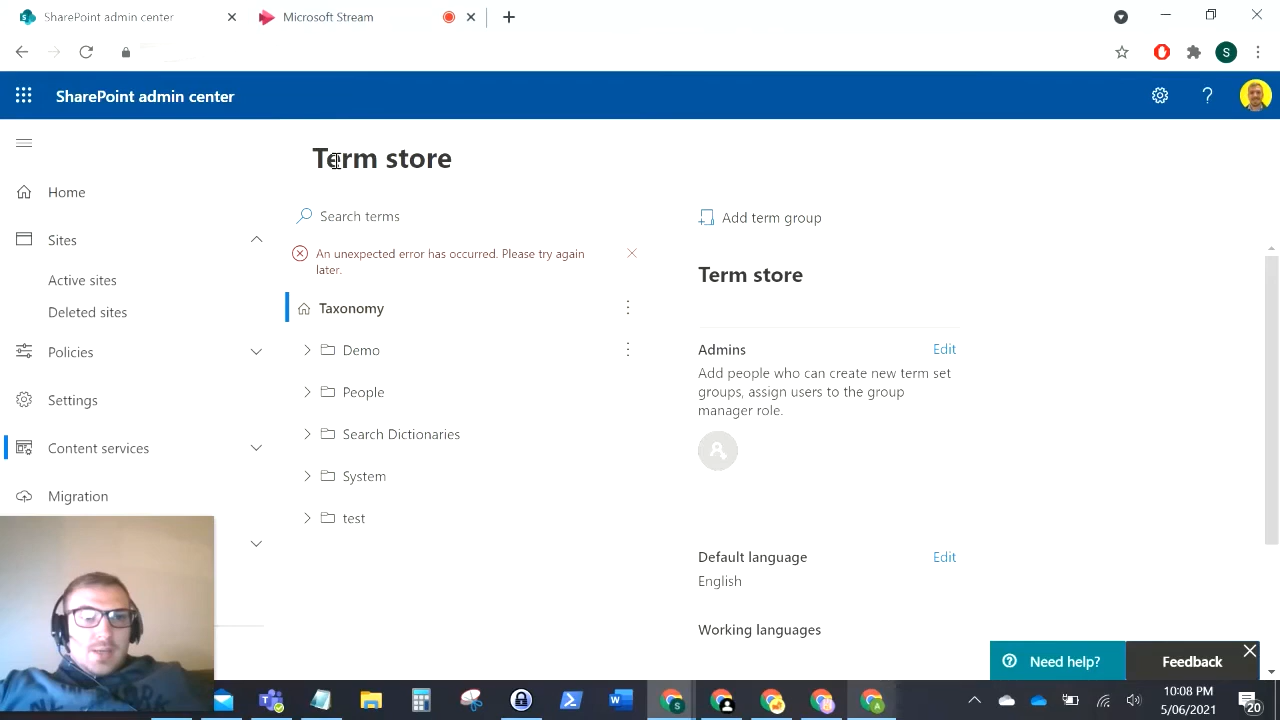 SharePoint admin center
Microsoft Stream
S
SharePoint admin center
Term store
Home
Search terms
Add term group
Sites
An unexpected error has occurred. Please try again
later.
Active sites
Term store
Deleted sites
Taxonomy
Policies
Demo
Admins
Edit
Add people who can create new term set
groups, assign users to the group
manager role.
People
Settings
Search Dictionaries
Content services
System
Migration
test
Default language
Edit
English
Working languages
Need help?
Feedback
10:08 PM
5/06/2021
20